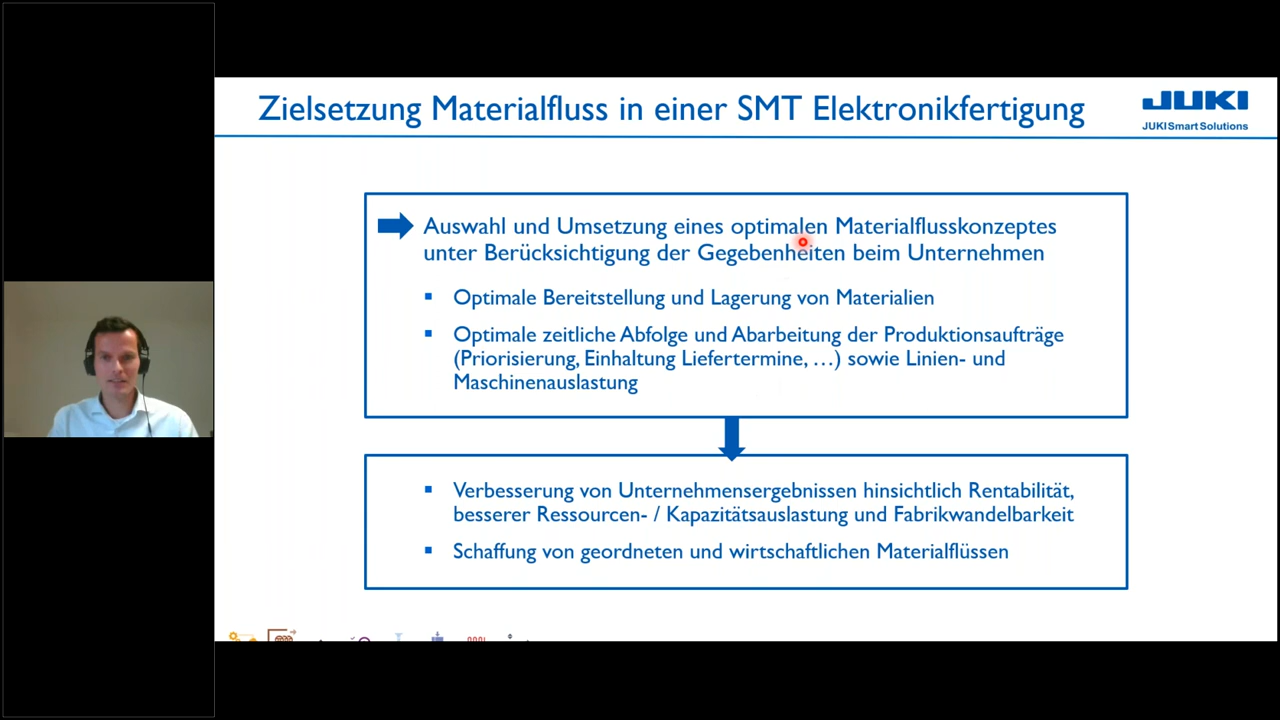 Zielsetzung Materialfluss in einer SMT Elektronikfertigung
JUKI
JUKI Smart Solutions
Auswahl und Umsetzung eines optimalen Materialflusskonzeptes
unter Berücksichtigung der Gegebenheiten beim Unternehmen
▪ Optimale Bereitstellung und Lagerung von Materialien
▪ Optimale zeitliche Abfolge und Abarbeitung der Produktionsaufträge
(Priorisierung, Einhaltung Liefertermine, …) sowie Linien- und
Maschinenauslastung
▪ Verbesserung von Unternehmensergebnissen hinsichtlich Rentabilität,
besserer Ressourcen- / Kapazitätsauslastung und Fabrikwandelbarkeit
▪ Schaffung von geordneten und wirtschaftlichen Materialflüssen